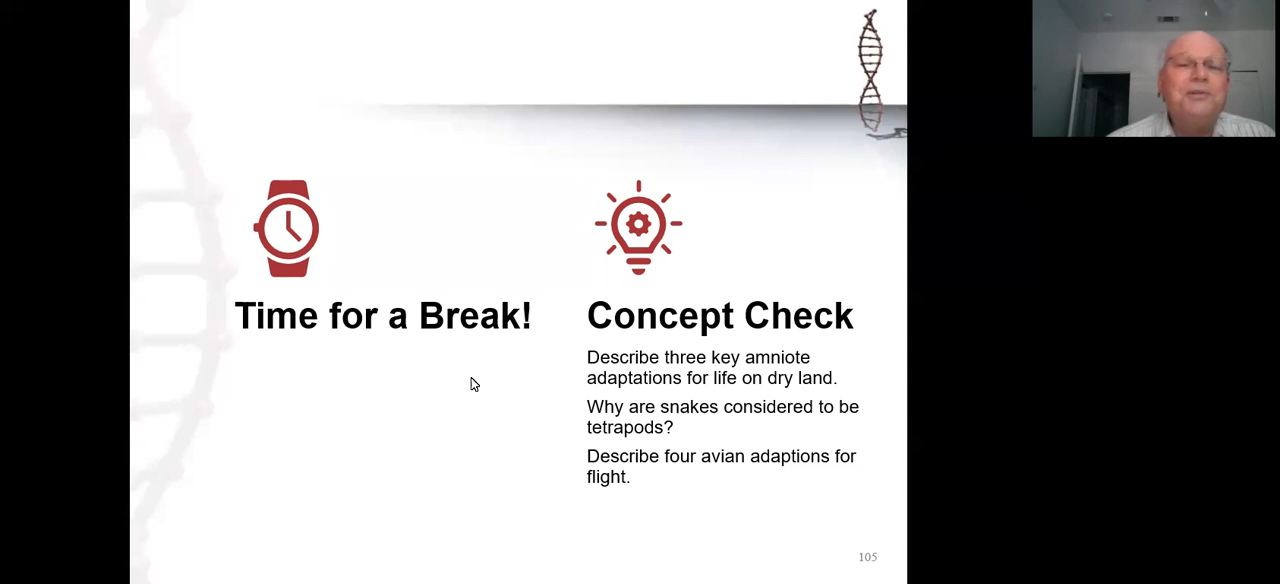 Time for a Break!
Concept Check
Describe three key amniote
adaptations for life on dry land.
Why are snakes considered to be
tetrapods?
Describe four avian adaptions for
flight.
105